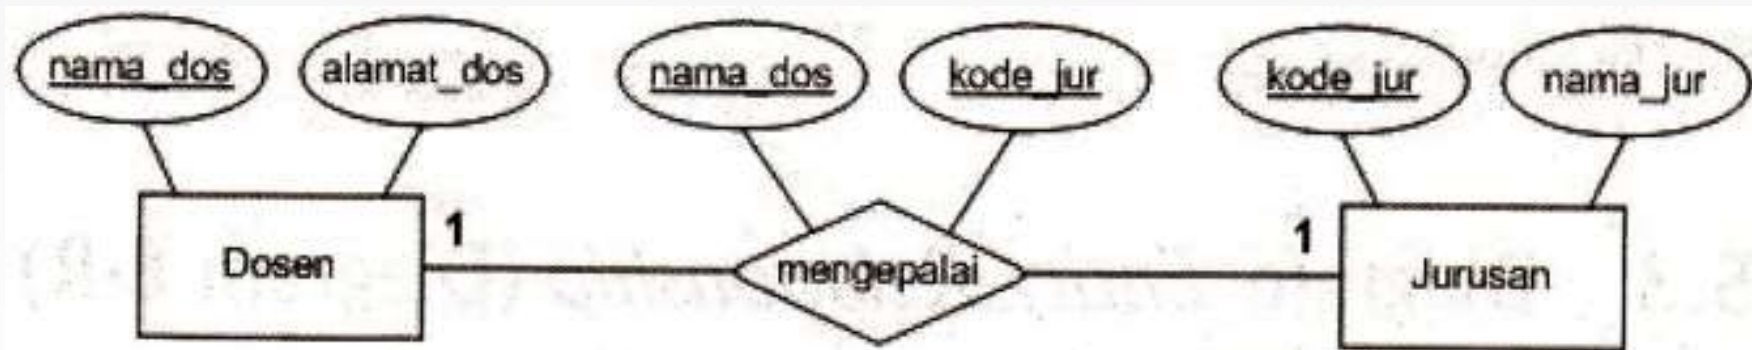 nama_dos
alamat_dos
nama_dos
kode_jur
kode_jur
nama_jur
Dosen
1
mengepalai
1
Jurusan